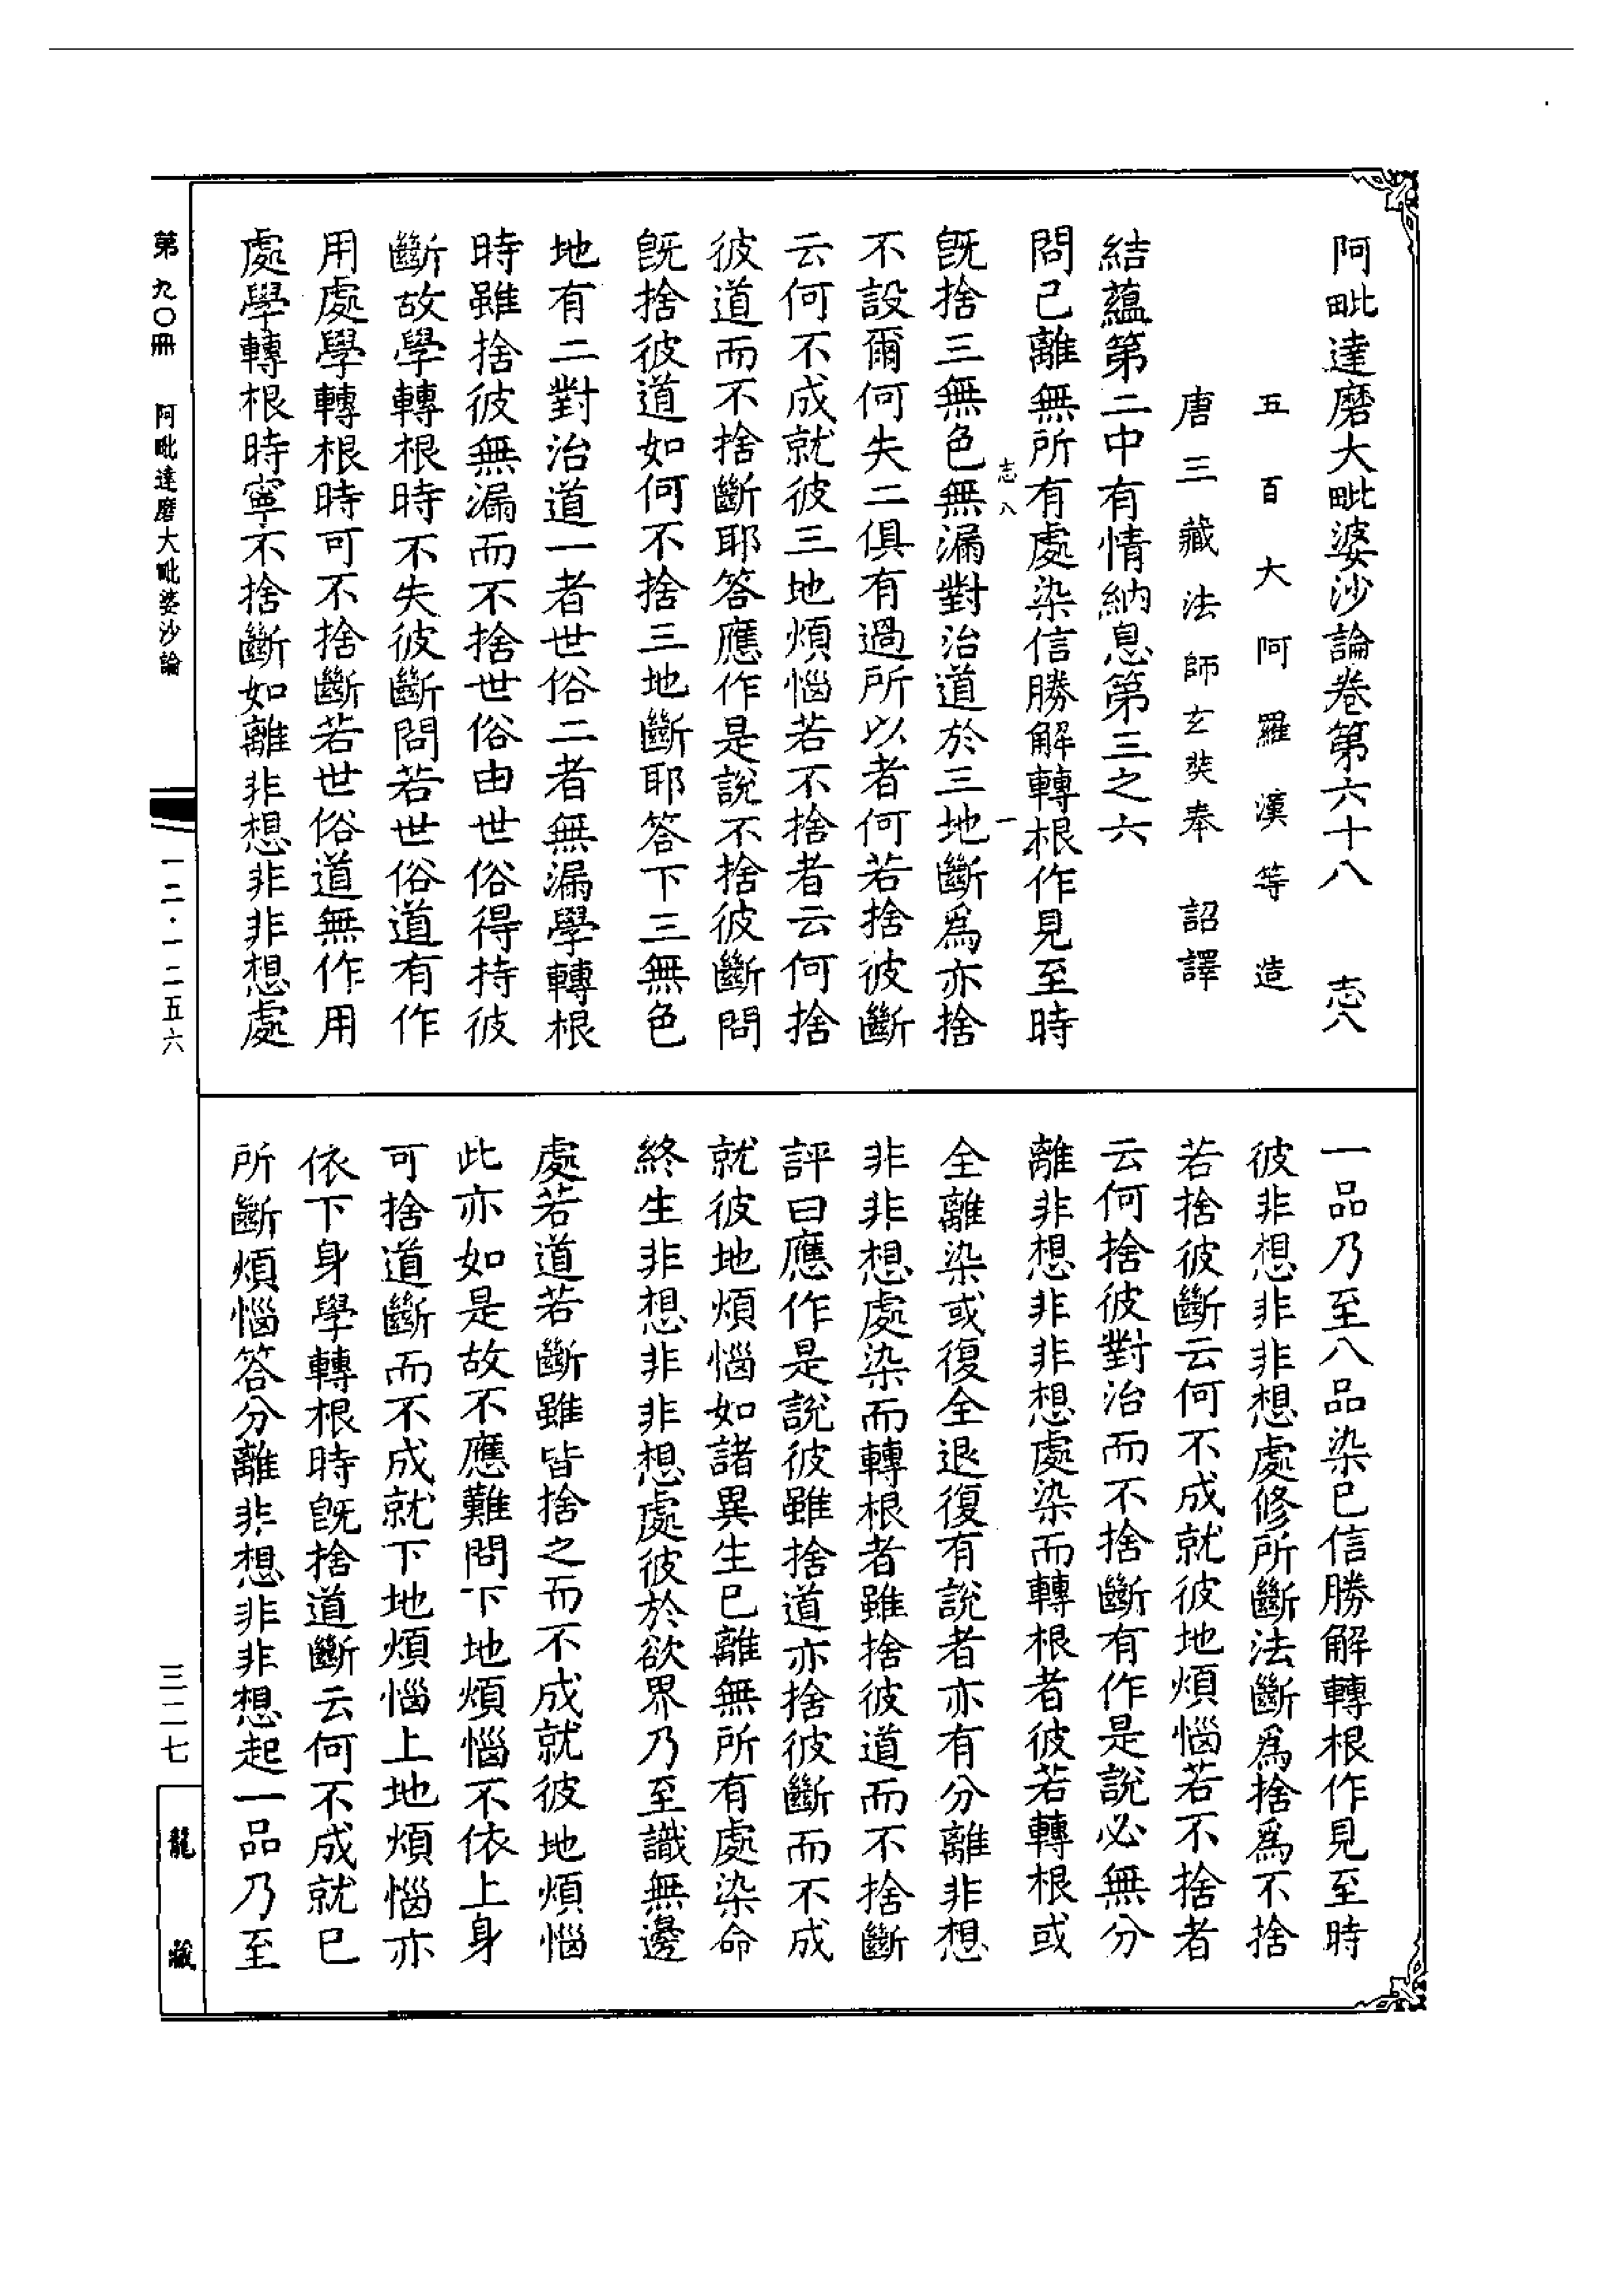 阿毗達磨大毗婆沙論卷第六十八　志八
五百大阿羅漢等造
唐三藏法師玄奘奉　詔譯
結蘊第二中有情納息第三之六
問已離無所有處染信勝解轉根作見至時
志八　一
既捨三無色無漏對治道於三地斷爲亦捨
不設爾何失二俱有過所以者何若捨彼斷
云何不成就彼三地煩惱若不捨者云何捨
彼道而不捨斷耶答應作是說不捨彼斷問
既捨彼道如何不捨三地斷耶答下三無色
地有二對治道一者世俗二者無漏學轉根
時雖捨彼無漏而不捨世俗由世俗得持彼
斷故學轉根時不失彼斷問若世俗道有作
用處學轉根時可不捨斷若世俗道無作用
處學轉根時寧不捨斷如離非想非非想處
一品乃至八品染已信勝解轉根作見至時
彼非想非非想處修所斷法斷爲捨爲不捨
若捨彼斷云何不成就彼地煩惱若不捨者
云何捨彼對治而不捨斷有作是說必無分
離非想非非想處染而轉根者彼若轉根或
全離染或復全退復有說者亦有分離非想
非非想處染而轉根者雖捨彼道而不捨斷
評曰應作是說彼雖捨道亦捨彼斷而不成
就彼地煩惱如諸異生已離無所有處染命
終生非想非非想處彼於欲界乃至識無邊
處若道若斷雖皆捨之而不成就彼地煩惱
此亦如是故不應難問下地煩惱不依上身
可捨道斷而不成就下地煩惱上地煩惱亦
依下身學轉根時既捨道斷云何不成就已
所斷煩惱答分離非想非非想起一品乃至
第九〇冊　阿毗達磨大毗婆沙論
一二·一二五六
三二七
龍藏